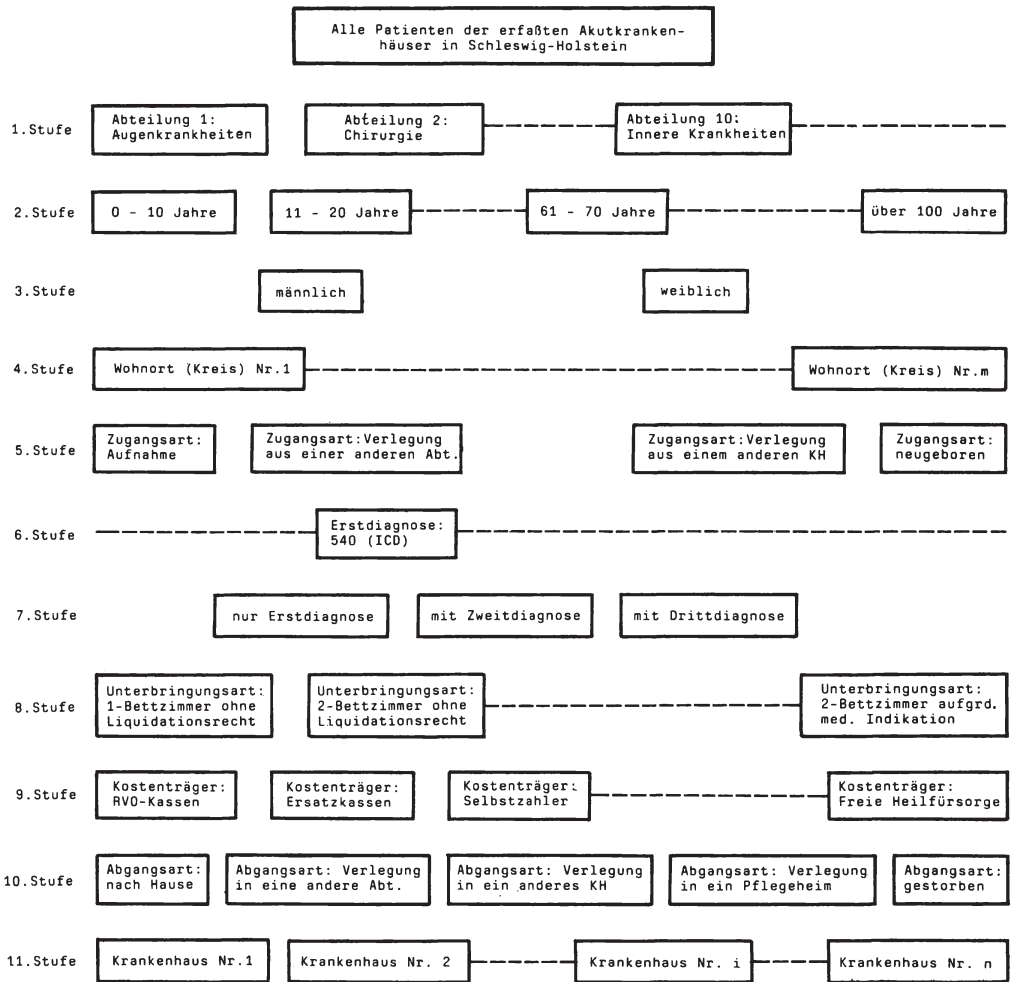 Alle Patienten der erfaßten Akutkranken-
häuser in Schleswig-Holstein
1.Stufe
Abteilung 1:
Augenkrankheiten
Abteilung 2:
Chirurgie
Abteilung 10:
Innere Krankheiten
2.Stufe
0 - 10 Jahre
11 - 20 Jahre
61 - 70 Jahre
über 100 Jahre
3.Stufe
männlich
weiblich
4.Stufe
Wohnort (Kreis) Nr.1
Wohnort (Kreis) Nr.m
5.Stufe
Zugangsart:
Aufnahme
Zugangsart:Verlegung
aus einer anderen Abt.
Zugangsart:Verlegung
aus einem anderen KH
Zugangsart:
neugeboren
6.Stufe
Erstdiagnose:
540 (ICD)
7.Stufe
nur Erstdiagnose
mit Zweitdiagnose
mit Drittdiagnose
8.Stufe
Unterbringungsart:
1-Bettzimmer ohne
Liquidationsrecht
Unterbringungsart:
2-Bettzimmer ohne
Liquidationsrecht
Unterbringungsart:
2-Bettzimmer aufgrd.
med. Indikation
9.Stufe
Kostenträger:
RVO-Kassen
Kostenträger:
Ersatzkassen
Kostenträger:
Selbstzahler
Kostenträger:
Freie Heilfürsorge
10.Stufe
Abgangsart:
nach Hause
Abgangsart: Verlegung
in eine andere Abt.
Abgangsart: Verlegung
in ein anderes KH
Abgangsart: Verlegung
in ein Pflegeheim
Abgangsart:
gestorben
11.Stufe
Krankenhaus Nr.1
Krankenhaus Nr. 2
Krankenhaus Nr. i
Krankenhaus Nr. n